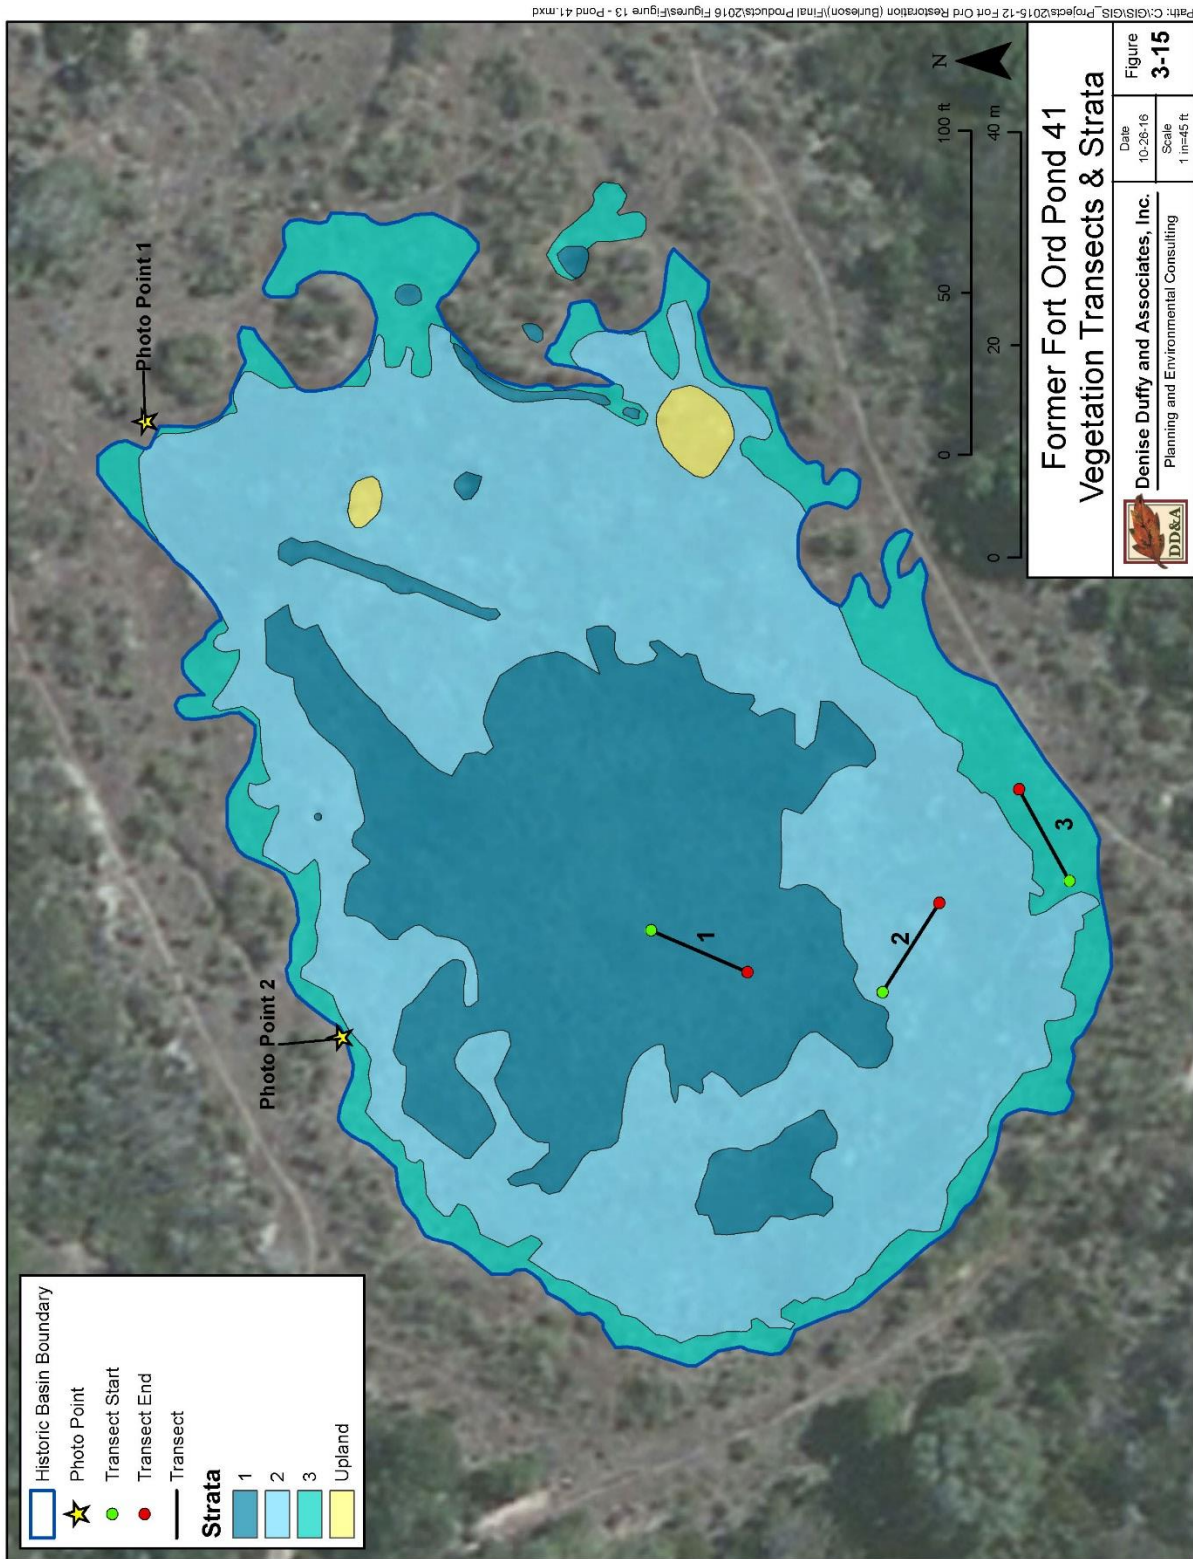 Path: C:\GIS\GIS_Projects\2015-12 Fort Ord Restoration (Burleson)\Final Products\2016 Figures\Figure 13 - Pond 41.mxd
Historic Basin Boundary
Photo Point
Transect Start
Transect End
Transect
Strata
1
2
3
Upland
Photo Point 2
Photo Point 1
1
2
3
N
0 50 100 ft
0 20 40 m
Former Fort Ord Pond 41
Vegetation Transects & Strata
DD&A
Denise Duffy and Associates, Inc.
Planning and Environmental Consulting
Date
10-26-16
Scale
1 in=45 ft
Figure
3-15